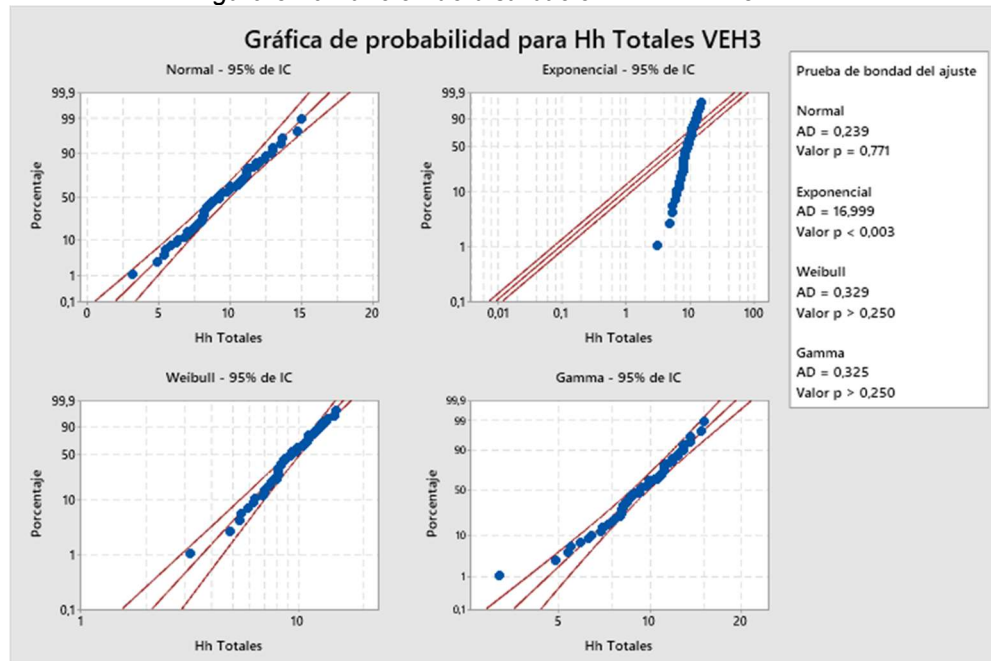 Gráfica de probabilidad para Hh Totales VEH3
Normal - 95% de IC
99,9
99
90
50
10
1
0,1
Porcentaje
0 5 10 15 20
Hh Totales
Exponencial - 95% de IC
99,9
90
50
10
1
0,1
Porcentaje
0,01 0,1 1 10 100
Hh Totales
Weibull - 95% de IC
99,9
90
50
10
1
0,1
Porcentaje
1 10
Hh Totales
Gamma - 95% de IC
99,9
99
90
50
10
1
0,1
Porcentaje
5 10 20
Hh Totales
Prueba de bondad del ajuste
Normal
AD = 0,239
Valor p = 0,771
Exponencial
AD = 16,999
Valor p < 0,003
Weibull
AD = 0,329
Valor p > 0,250
Gamma
AD = 0,325
Valor p > 0,250